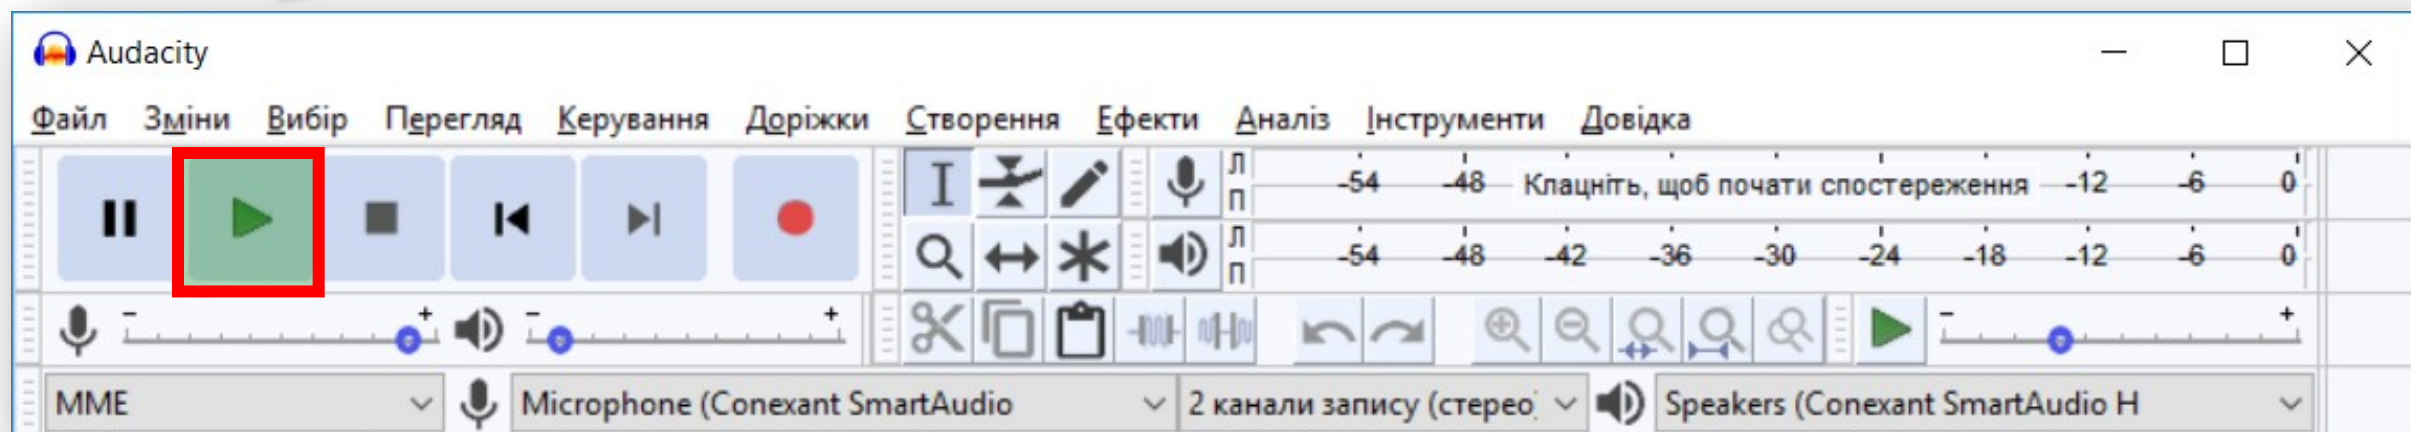 Audacity
Файл Зміни Вибір Перегляд Керування Доріжки Створення Ефекти Аналіз Інструменти Довідка
Л
П
-54 -48 Клацніть, щоб почати спостереження -12 -6 0
Л
П
-54 -48 -42 -36 -30 -24 -18 -12 -6 0
- + - + - +
MME Microphone (Conexant SmartAudio 2 канали запису (стерео) Speakers (Conexant SmartAudio H